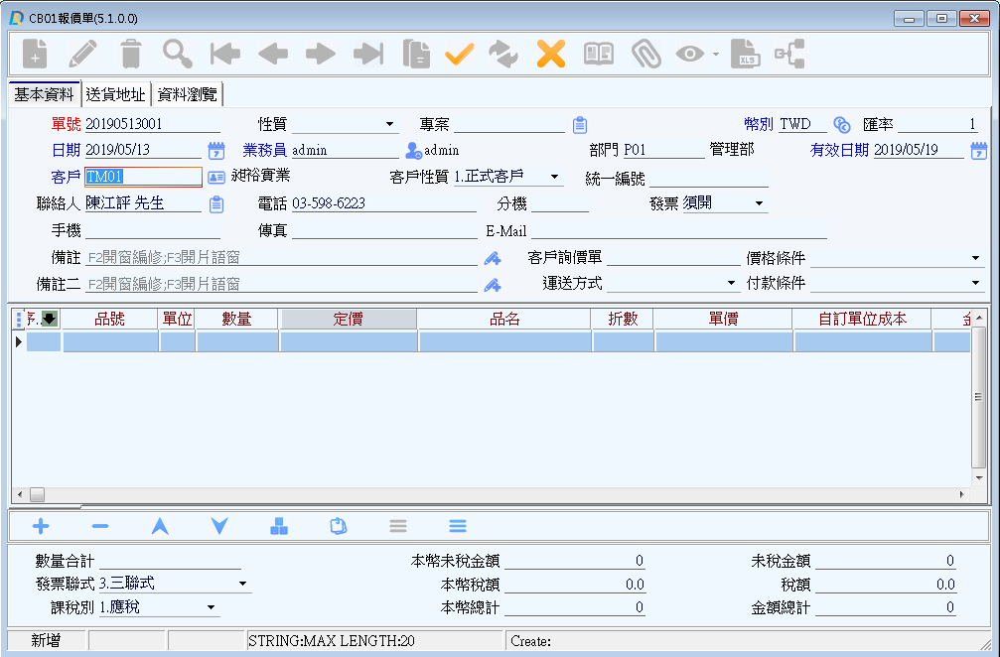 CB01報價單(5.1.0.0)
XLS
基本資料 送貨地址 資料瀏覽
單號 20190513001 性質 專案 幣別 TWD 匯率 1
日期 2019/05/13 業務員 admin admin 部門 P01 管理部 有效日期 2019/05/19
客戶 TM01 昶裕實業 客戶性質 1.正式客戶 統一編號
聯絡人 陳江評 先生 電話 03-598-6223 分機 發票 須開
手機 傳真 E-Mail
備註 F2開窗編修;F3開片語窗 客戶詢價單 價格條件
備註二 F2開窗編修;F3開片語窗 運送方式 付款條件
序.. 品號 單位 數量 定價 品名 折數 單價 自訂單位成本
數量合計 本幣未稅金額 0 未稅金額 0
發票聯式 3.三聯式 本幣稅額 0.0 稅額 0.0
課稅別 1.應稅 本幣總計 0 金額總計 0
新增 STRING:MAX LENGTH:20 Create: